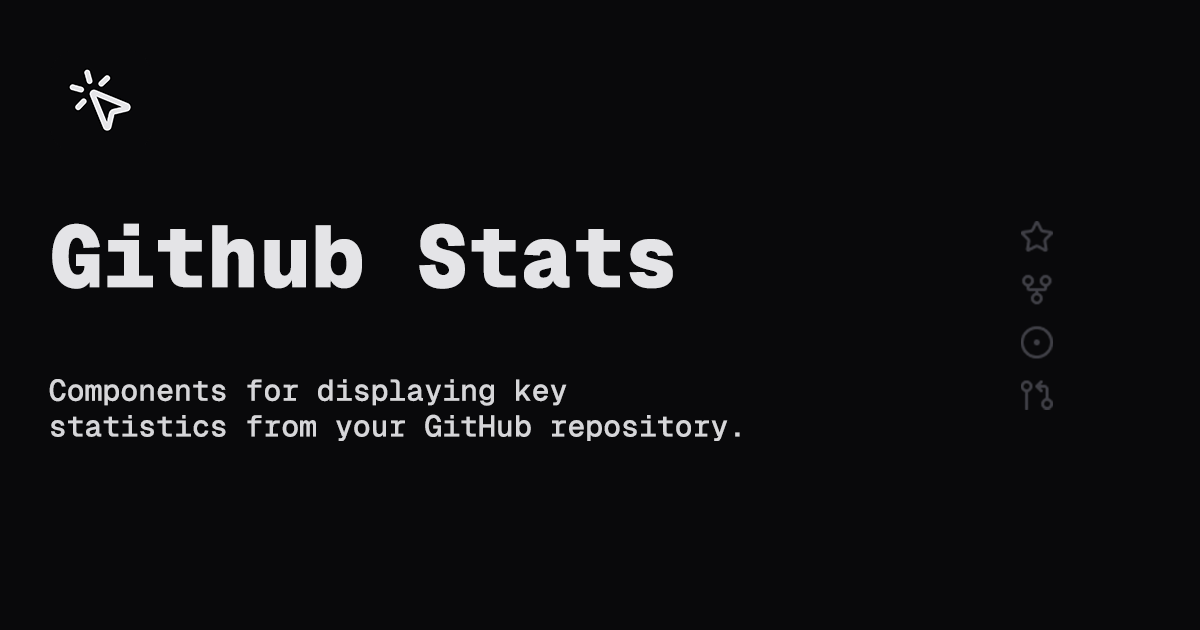 Github Stats
Components for displaying key
statistics from your GitHub repository.